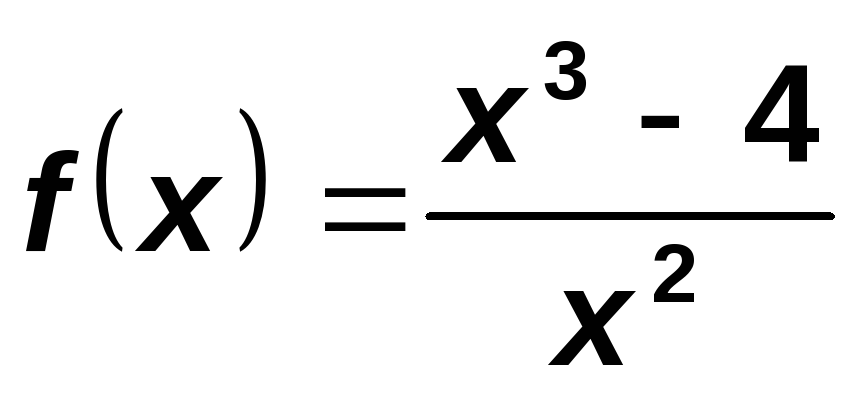 f(x) = (x³ - 4) / x²